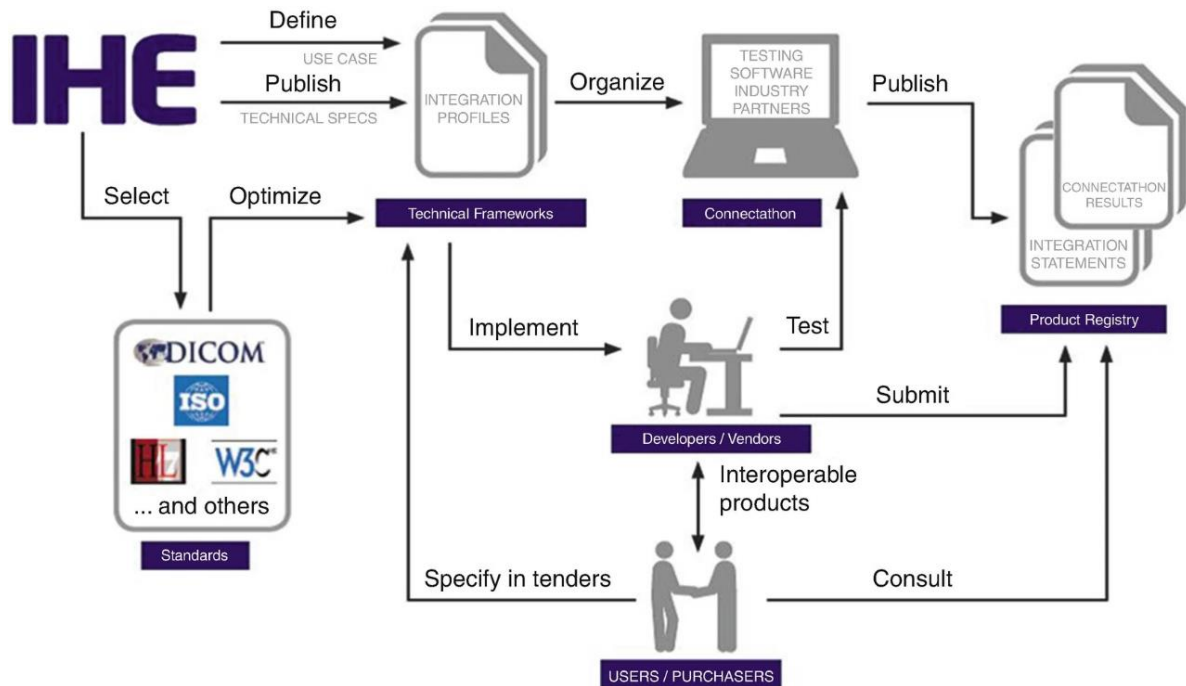 IHE
Define
USE CASE
Publish
TECHNICAL SPECS
INTEGRATION
PROFILES
Organize
TESTING
SOFTWARE
INDUSTRY
PARTNERS
Publish
CONNECTATHON
RESULTS
INTEGRATION
STATEMENTS
Select
Optimize
Technical Frameworks
Connectathon
Product Registry
DICOM
ISO
HL7
W3C
... and others
Standards
Implement
Test
Submit
Developers / Vendors
Interoperable
products
Specify in tenders
Consult
USERS / PURCHASERS